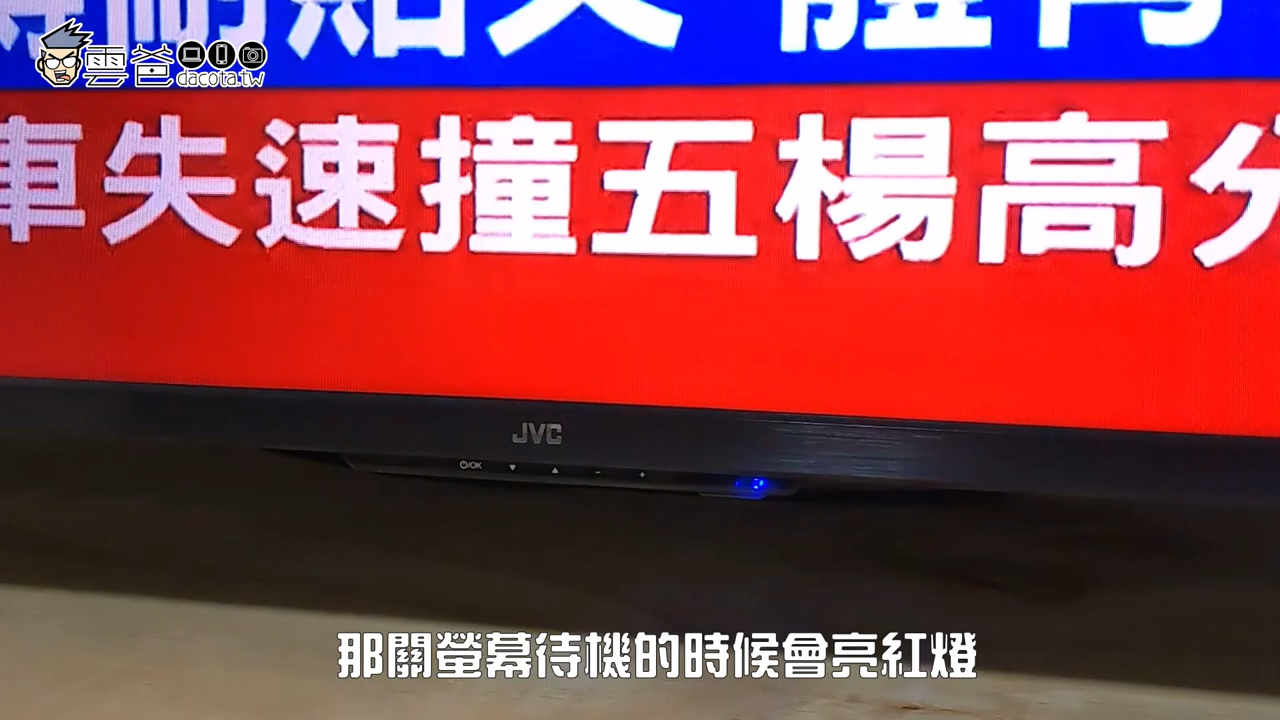 雲爸
dacota.tw
車失速撞五楊高
JVC
⏻/OK ▼ ▲ - +
那關螢幕待機的時候會亮紅燈